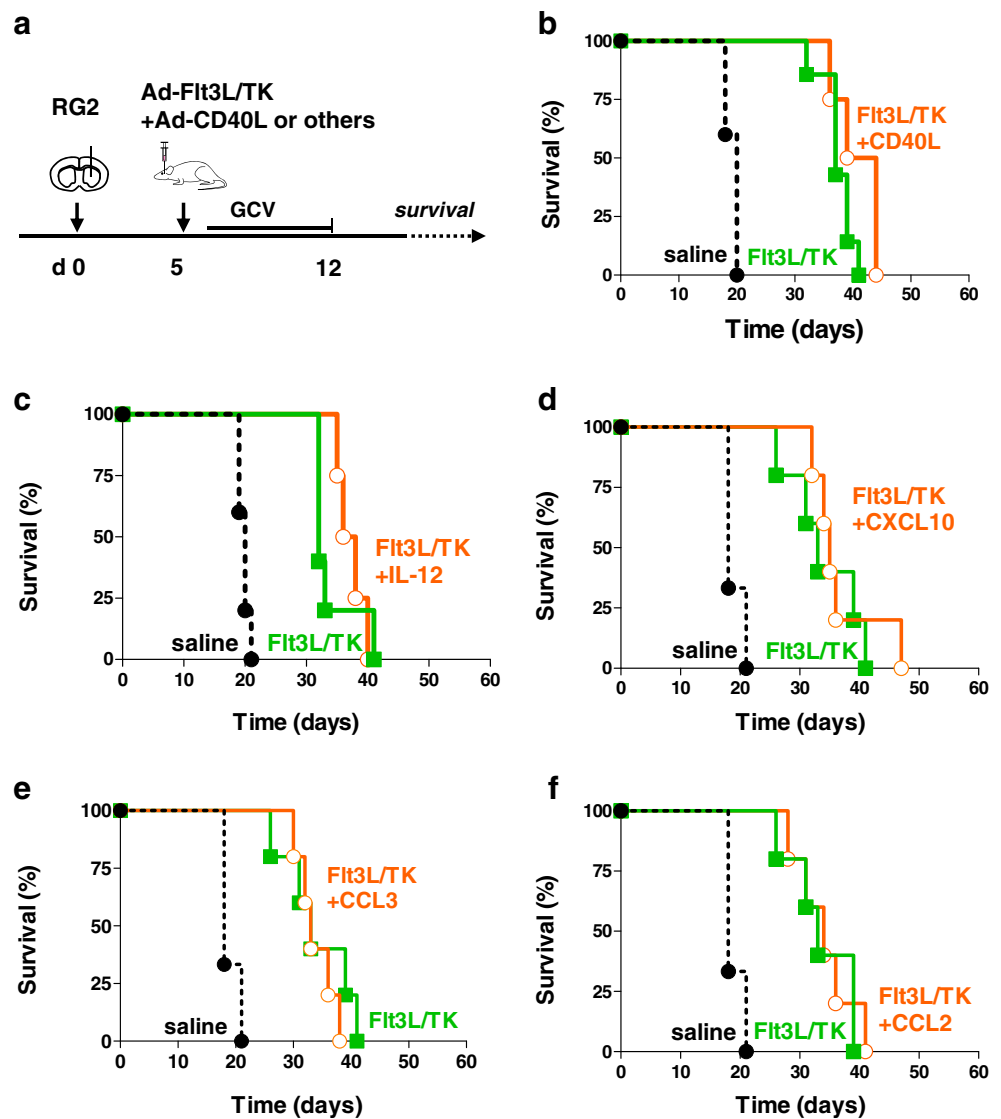 a
RG2
Ad-Flt3L/TK
+Ad-CD40L or others
GCV
survival
d 0 5 12
b
Survival (%)
100
75
50
25
0
Flt3L/TK
+CD40L
saline
Flt3L/TK
0 10 20 30 40 50 60
Time (days)
c
Survival (%)
100
75
50
25
0
Flt3L/TK
+IL-12
saline
Flt3L/TK
0 10 20 30 40 50 60
Time (days)
d
Survival (%)
100
75
50
25
0
Flt3L/TK
+CXCL10
saline
Flt3L/TK
0 10 20 30 40 50 60
Time (days)
e
Survival (%)
100
75
50
25
0
Flt3L/TK
+CCL3
saline
Flt3L/TK
0 10 20 30 40 50 60
Time (days)
f
Survival (%)
100
75
50
25
0
Flt3L/TK
+CCL2
saline
Flt3L/TK
0 10 20 30 40 50 60
Time (days)